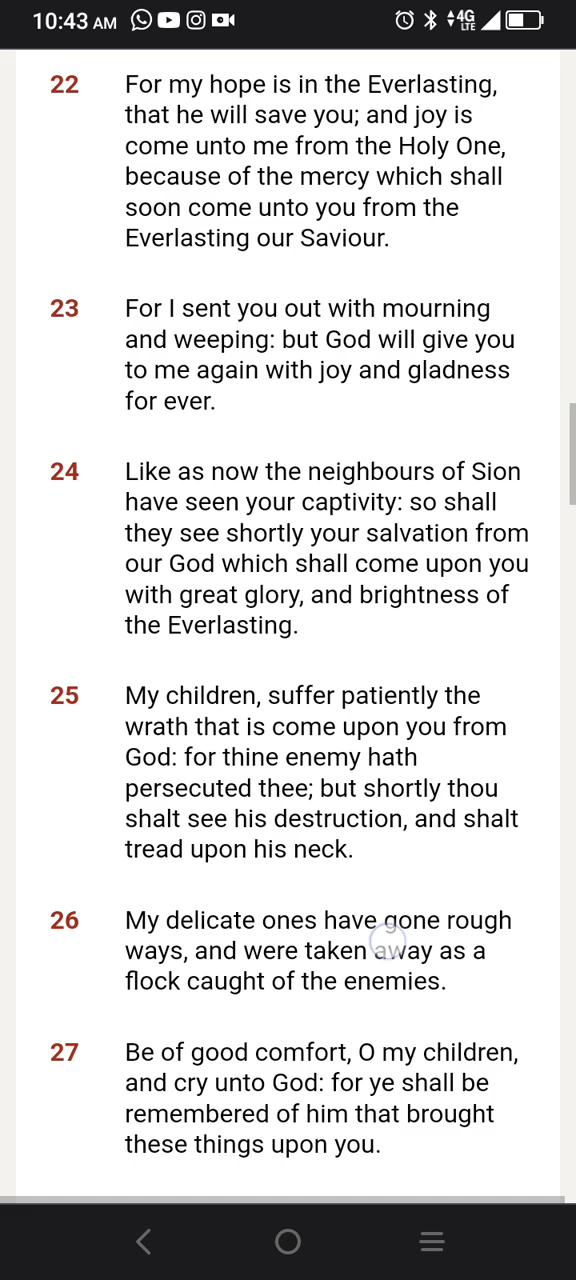 10:43 AM
4G
LTE
22 For my hope is in the Everlasting,
that he will save you; and joy is
come unto me from the Holy One,
because of the mercy which shall
soon come unto you from the
Everlasting our Saviour.
23 For I sent you out with mourning
and weeping: but God will give you
to me again with joy and gladness
for ever.
24 Like as now the neighbours of Sion
have seen your captivity: so shall
they see shortly your salvation from
our God which shall come upon you
with great glory, and brightness of
the Everlasting.
25 My children, suffer patiently the
wrath that is come upon you from
God: for thine enemy hath
persecuted thee; but shortly thou
shalt see his destruction, and shalt
tread upon his neck.
26 My delicate ones have gone rough
ways, and were taken away as a
flock caught of the enemies.
27 Be of good comfort, O my children,
and cry unto God: for ye shall be
remembered of him that brought
these things upon you.